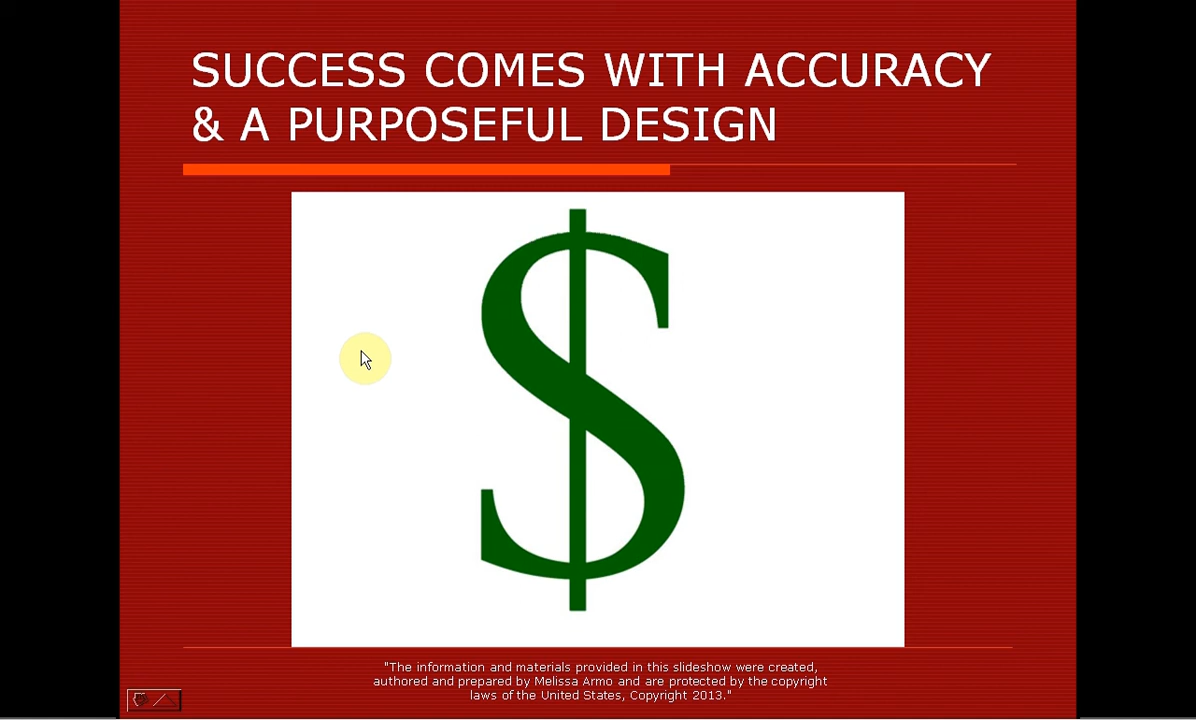 SUCCESS COMES WITH ACCURACY
& A PURPOSEFUL DESIGN
$
"The information and materials provided in this slideshow were created,
authored and prepared by Melissa Armo and are protected by the copyright
laws of the United States, Copyright 2013."